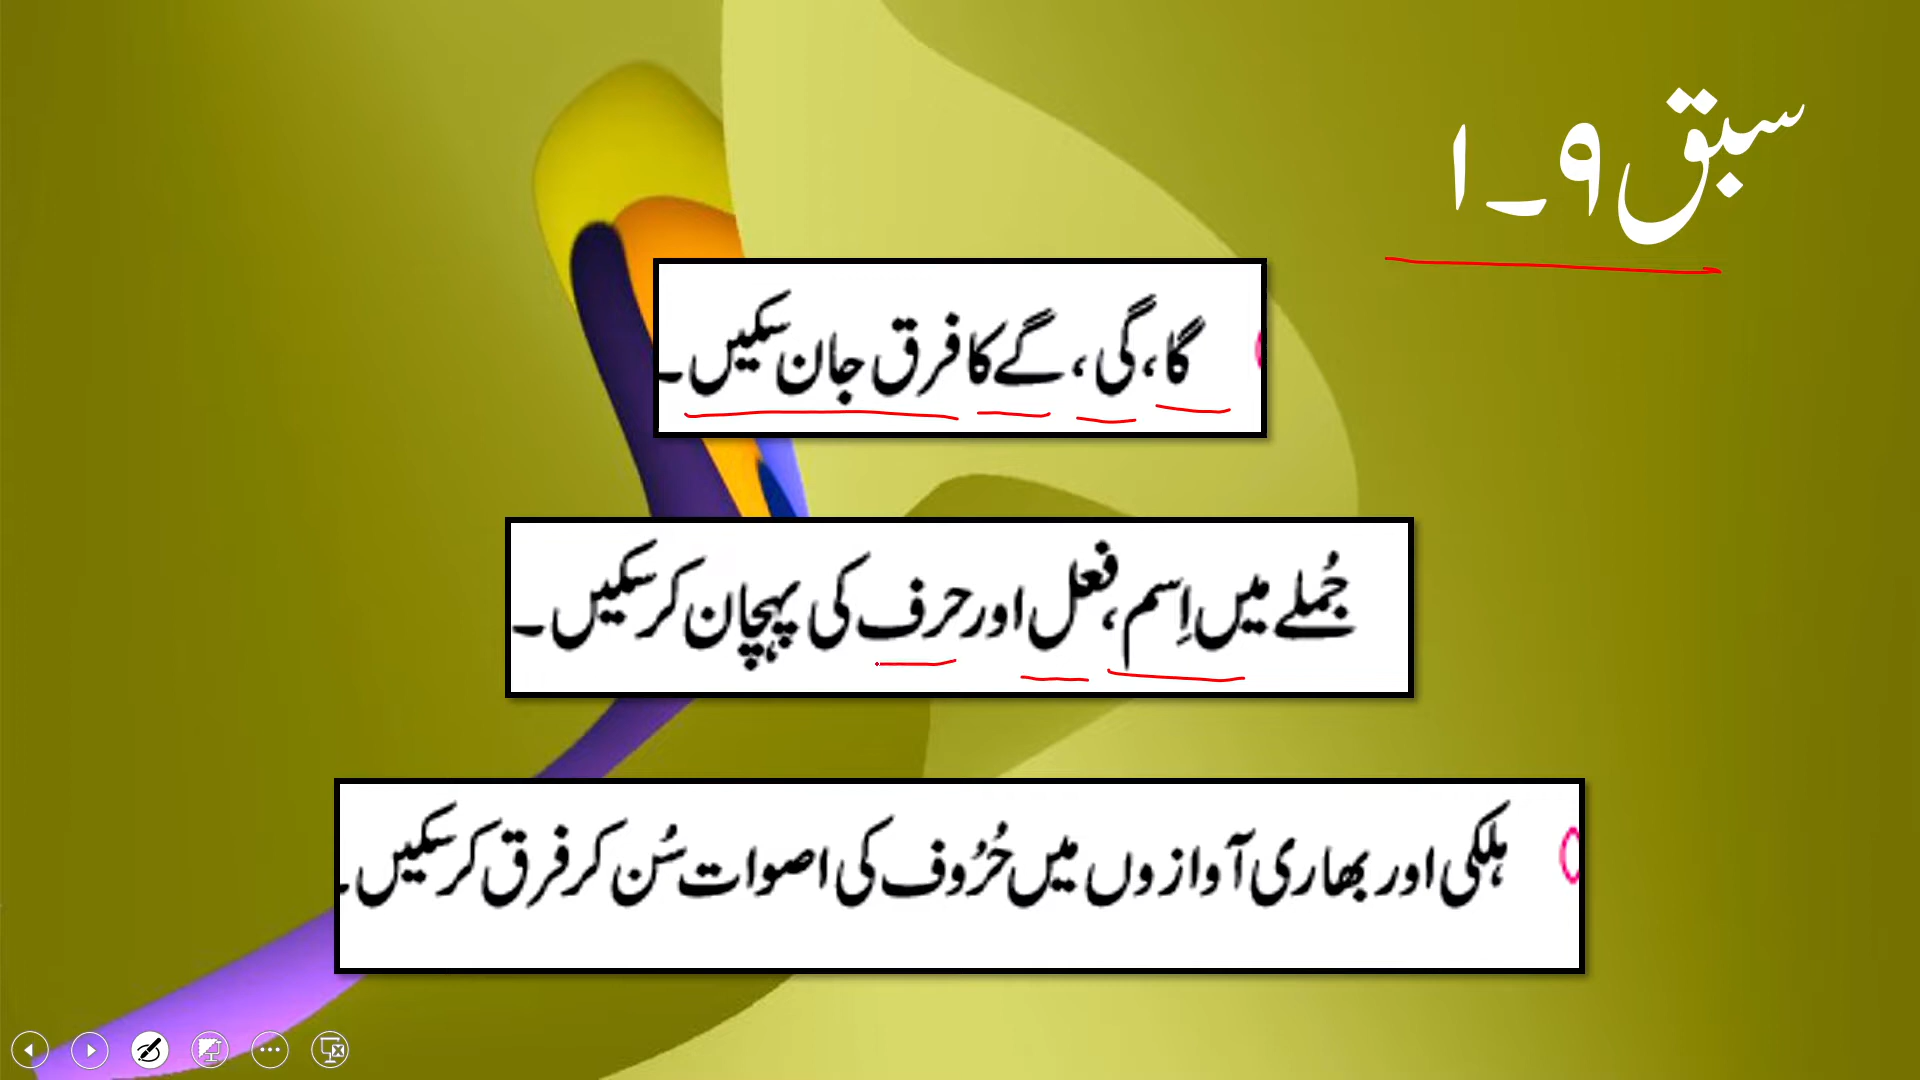 سبق ۹۔۱
گا، گی، گے کا فرق جان سکیں۔
جُملے میں اِسم، فعل اور حرف کی پہچان کر سکیں۔
ہلکی اور بھاری آوازوں میں حُرُوف کی اصوات سُن کر فرق کر سکیں۔